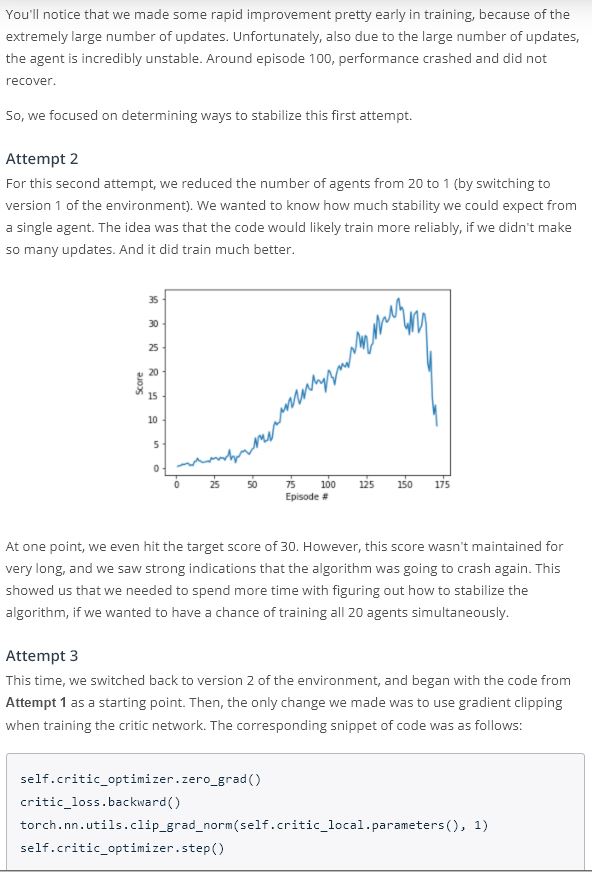 You'll notice that we made some rapid improvement pretty early in training, because of the
extremely large number of updates. Unfortunately, also due to the large number of updates,
the agent is incredibly unstable. Around episode 100, performance crashed and did not
recover.
So, we focused on determining ways to stabilize this first attempt.
Attempt 2
For this second attempt, we reduced the number of agents from 20 to 1 (by switching to
version 1 of the environment). We wanted to know how much stability we could expect from
a single agent. The idea was that the code would likely train more reliably, if we didn't make
so many updates. And it did train much better.
35
30
25
20
15
10
5
0
Score
0 25 50 75 100 125 150 175
Episode #
At one point, we even hit the target score of 30. However, this score wasn't maintained for
very long, and we saw strong indications that the algorithm was going to crash again. This
showed us that we needed to spend more time with figuring out how to stabilize the
algorithm, if we wanted to have a chance of training all 20 agents simultaneously.
Attempt 3
This time, we switched back to version 2 of the environment, and began with the code from
Attempt 1 as a starting point. Then, the only change we made was to use gradient clipping
when training the critic network. The corresponding snippet of code was as follows:
self.critic_optimizer.zero_grad()
critic_loss.backward()
torch.nn.utils.clip_grad_norm(self.critic_local.parameters(), 1)
self.critic_optimizer.step()